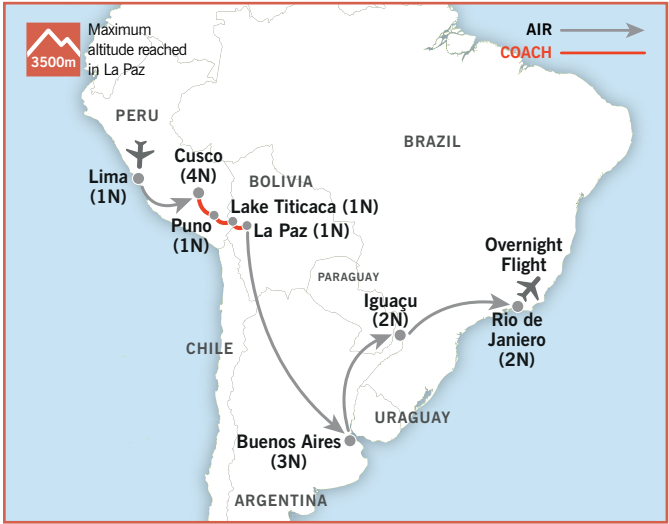 Maximum
altitude reached
in La Paz
3500m
AIR
COACH
PERU
BRAZIL
Cusco
(4N)
Lima
(1N)
BOLIVIA
Lake Titicaca (1N)
Puno
(1N)
La Paz (1N)
Overnight
Flight
PARAGUAY
Iguaçu
(2N)
Rio de
Janiero
(2N)
CHILE
URAGUAY
Buenos Aires
(3N)
ARGENTINA